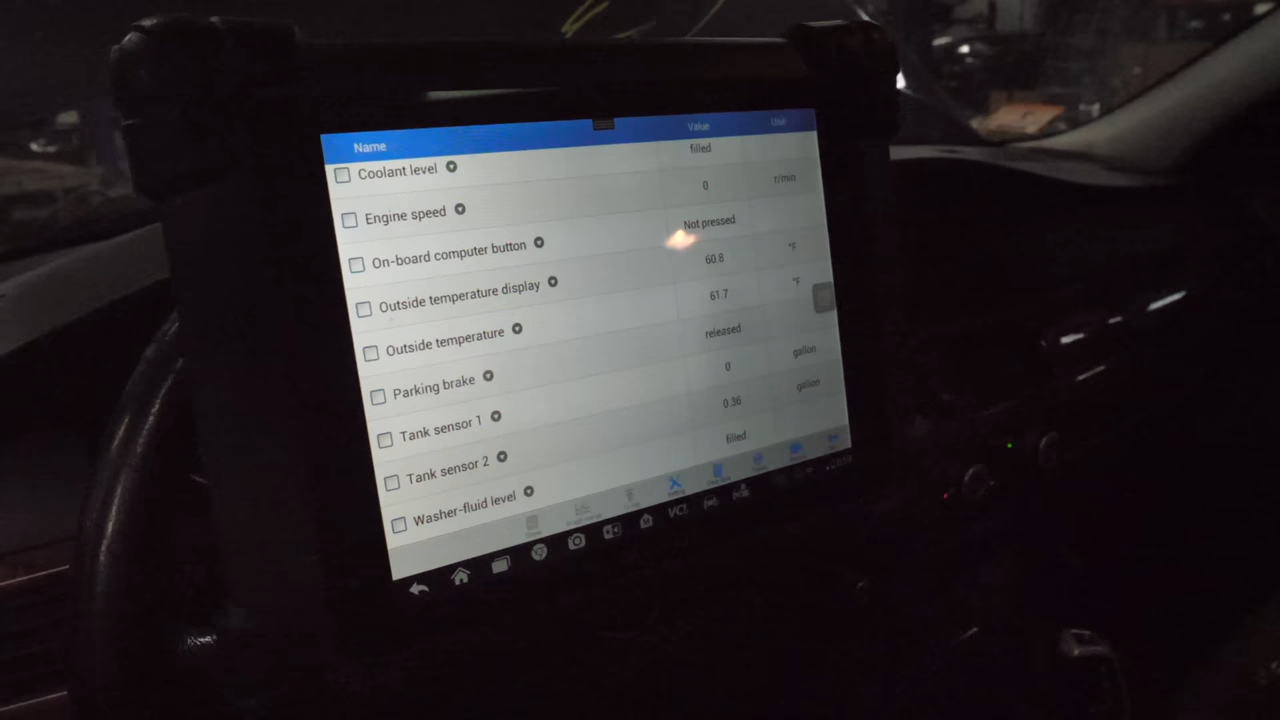 Name Value Unit
Coolant level filled
Engine speed 0 r/min
On-board computer button Not pressed
Outside temperature display 60.8 °F
Outside temperature 61.7 °F
Parking brake released
Tank sensor 1 0 gallon
Tank sensor 2 0.36 gallon
Washer-fluid level filled
VCI